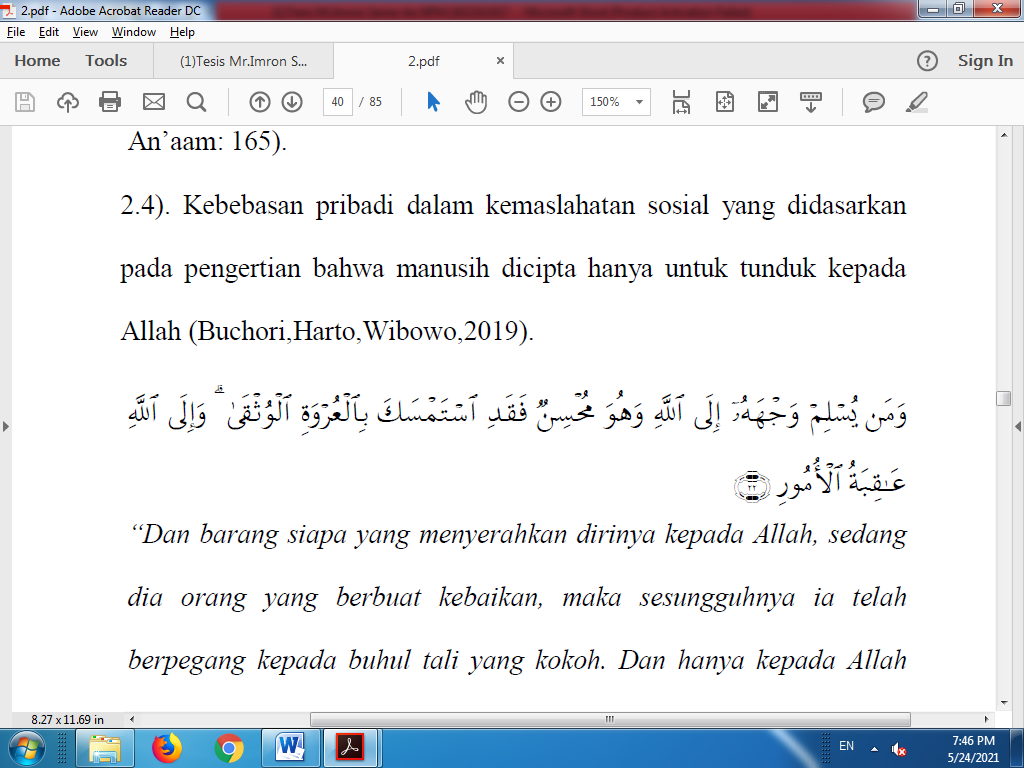 2.pdf - Adobe Acrobat Reader DC
File Edit View Window Help
Home Tools (1)Tesis Mr.Imron S... 2.pdf × ? Sign In
40 / 85 150%
An’aam: 165).
2.4). Kebebasan pribadi dalam kemaslahatan sosial yang didasarkan
pada pengertian bahwa manusih dicipta hanya untuk tunduk kepada
Allah (Buchori,Harto,Wibowo,2019).
وَمَن يُسْلِمْ وَجْهَهُۥٓ إِلَى ٱللَّهِ وَهُوَ مُحْسِنٌ فَقَدِ ٱسْتَمْسَكَ بِٱلْعُرْوَةِ ٱلْوُثْقَىٰ ۗ وَإِلَى ٱللَّهِ
عَـٰقِبَةُ ٱلْأُمُورِ ٢٢
“Dan barang siapa yang menyerahkan dirinya kepada Allah, sedang
dia orang yang berbuat kebaikan, maka sesungguhnya ia telah
berpegang kepada buhul tali yang kokoh. Dan hanya kepada Allah
8.27 x 11.69 in
EN 7:46 PM
5/24/2021